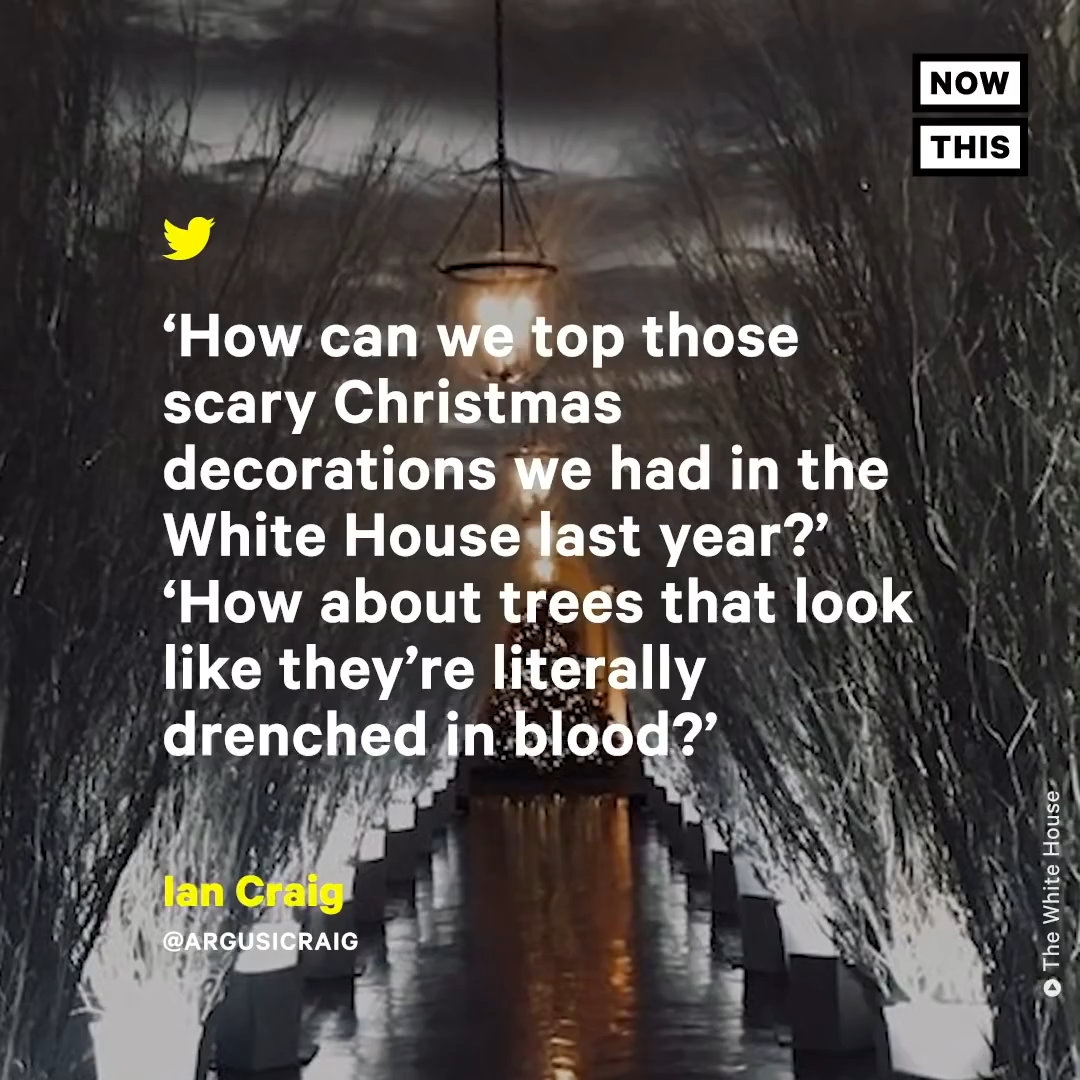 NOW
THIS
‘How can we top those
scary Christmas
decorations we had in the
White House last year?’
‘How about trees that look
like they’re literally
drenched in blood?’
Ian Craig
@ARGUSICRAIG
The White House